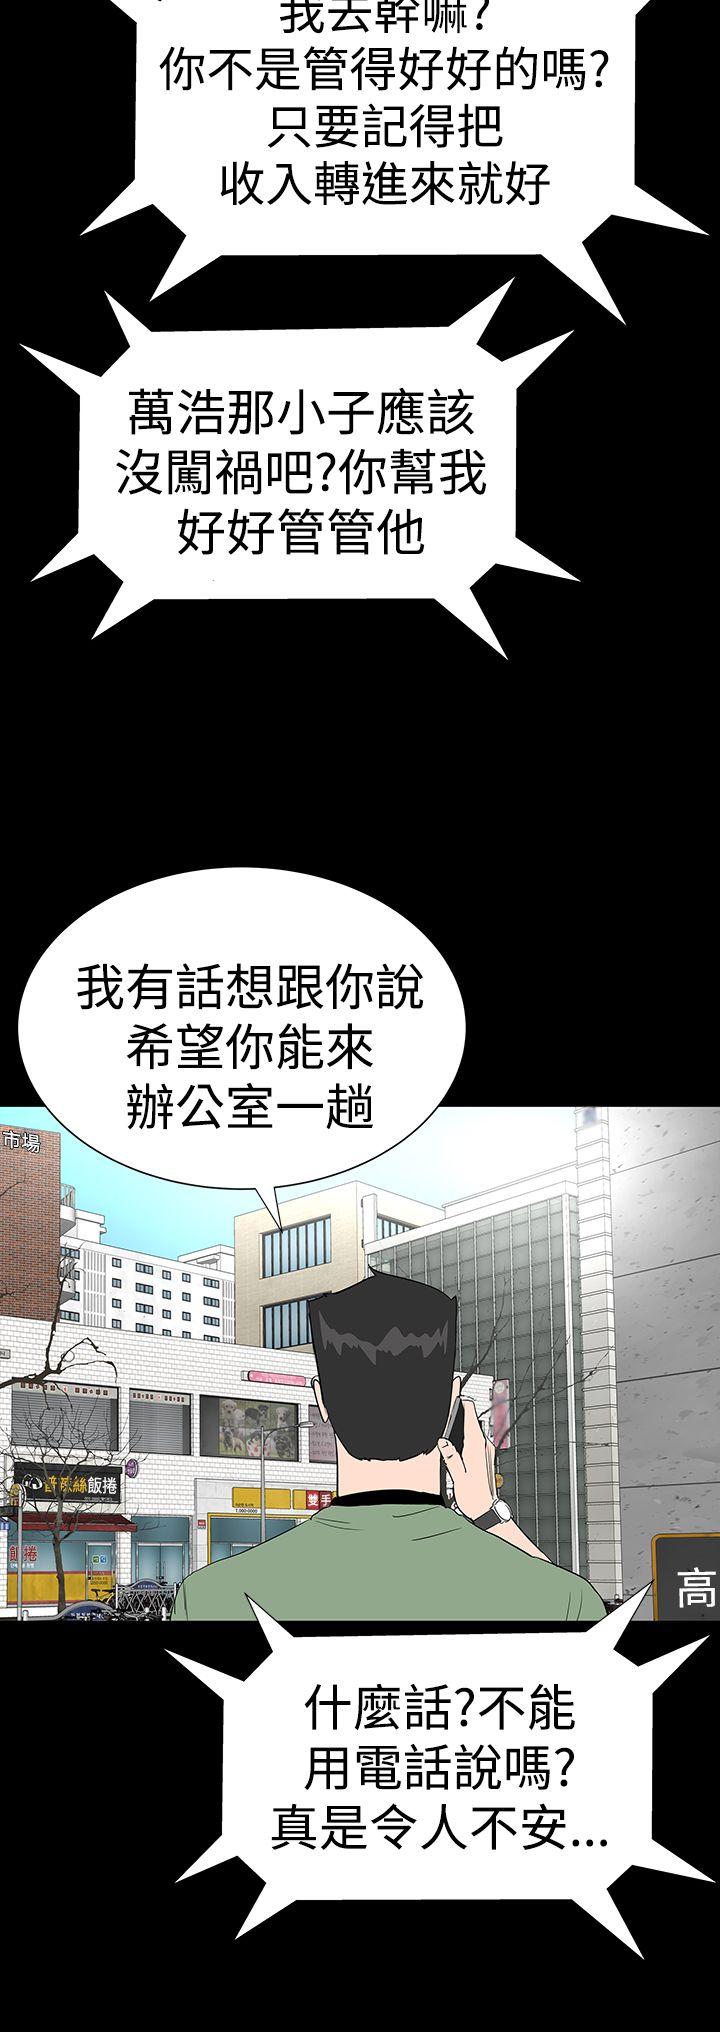 我去幹嘛?
你不是管得好好的嗎?
只要記得把
收入轉進來就好
萬浩那小子應該
沒闖禍吧?你幫我
好好管管他
我有話想跟你說
希望你能來
辦公室一趟
市場
飯捲
飯捲
雙手
高
什麼話?不能
用電話說嗎?
真是令人不安...